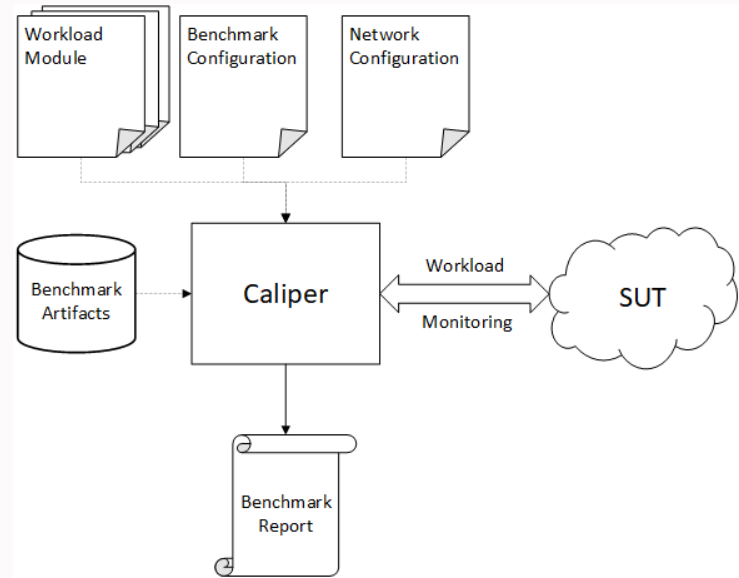 Workload
Module
Benchmark
Configuration
Network
Configuration
Benchmark
Artifacts
Caliper
Workload
Monitoring
SUT
Benchmark
Report